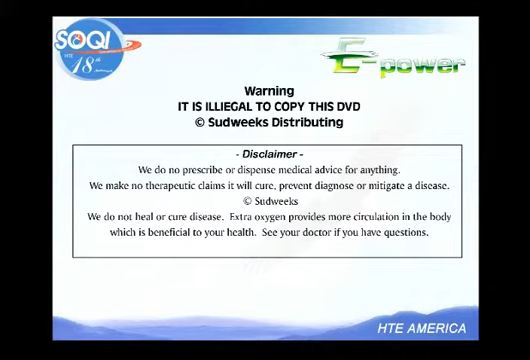 SOQI
HTE
18th
E-power
Warning
IT IS ILLIEGAL TO COPY THIS DVD
© Sudweeks Distributing
- Disclaimer -
We do no prescribe or dispense medical advice for anything.
We make no therapeutic claims it will cure, prevent diagnose or mitigate a disease.
© Sudweeks
We do not heal or cure disease. Extra oxygen provides more circulation in the body
which is beneficial to your health. See your doctor if you have questions.
HTE AMERICA